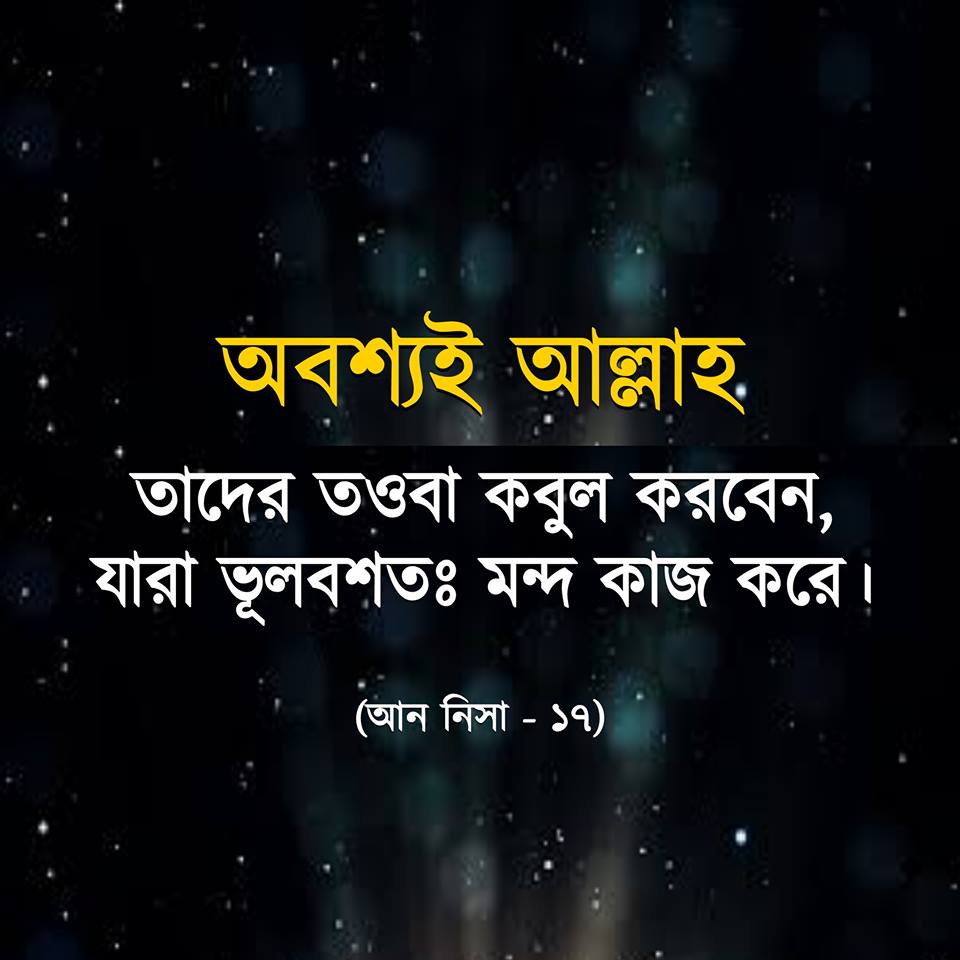 অবশ্যই আল্লাহ
তাদের তওবা কবুল করবেন,
যারা ভূলবশতঃ মন্দ কাজ করে।
(আন নিসা - ১৭)